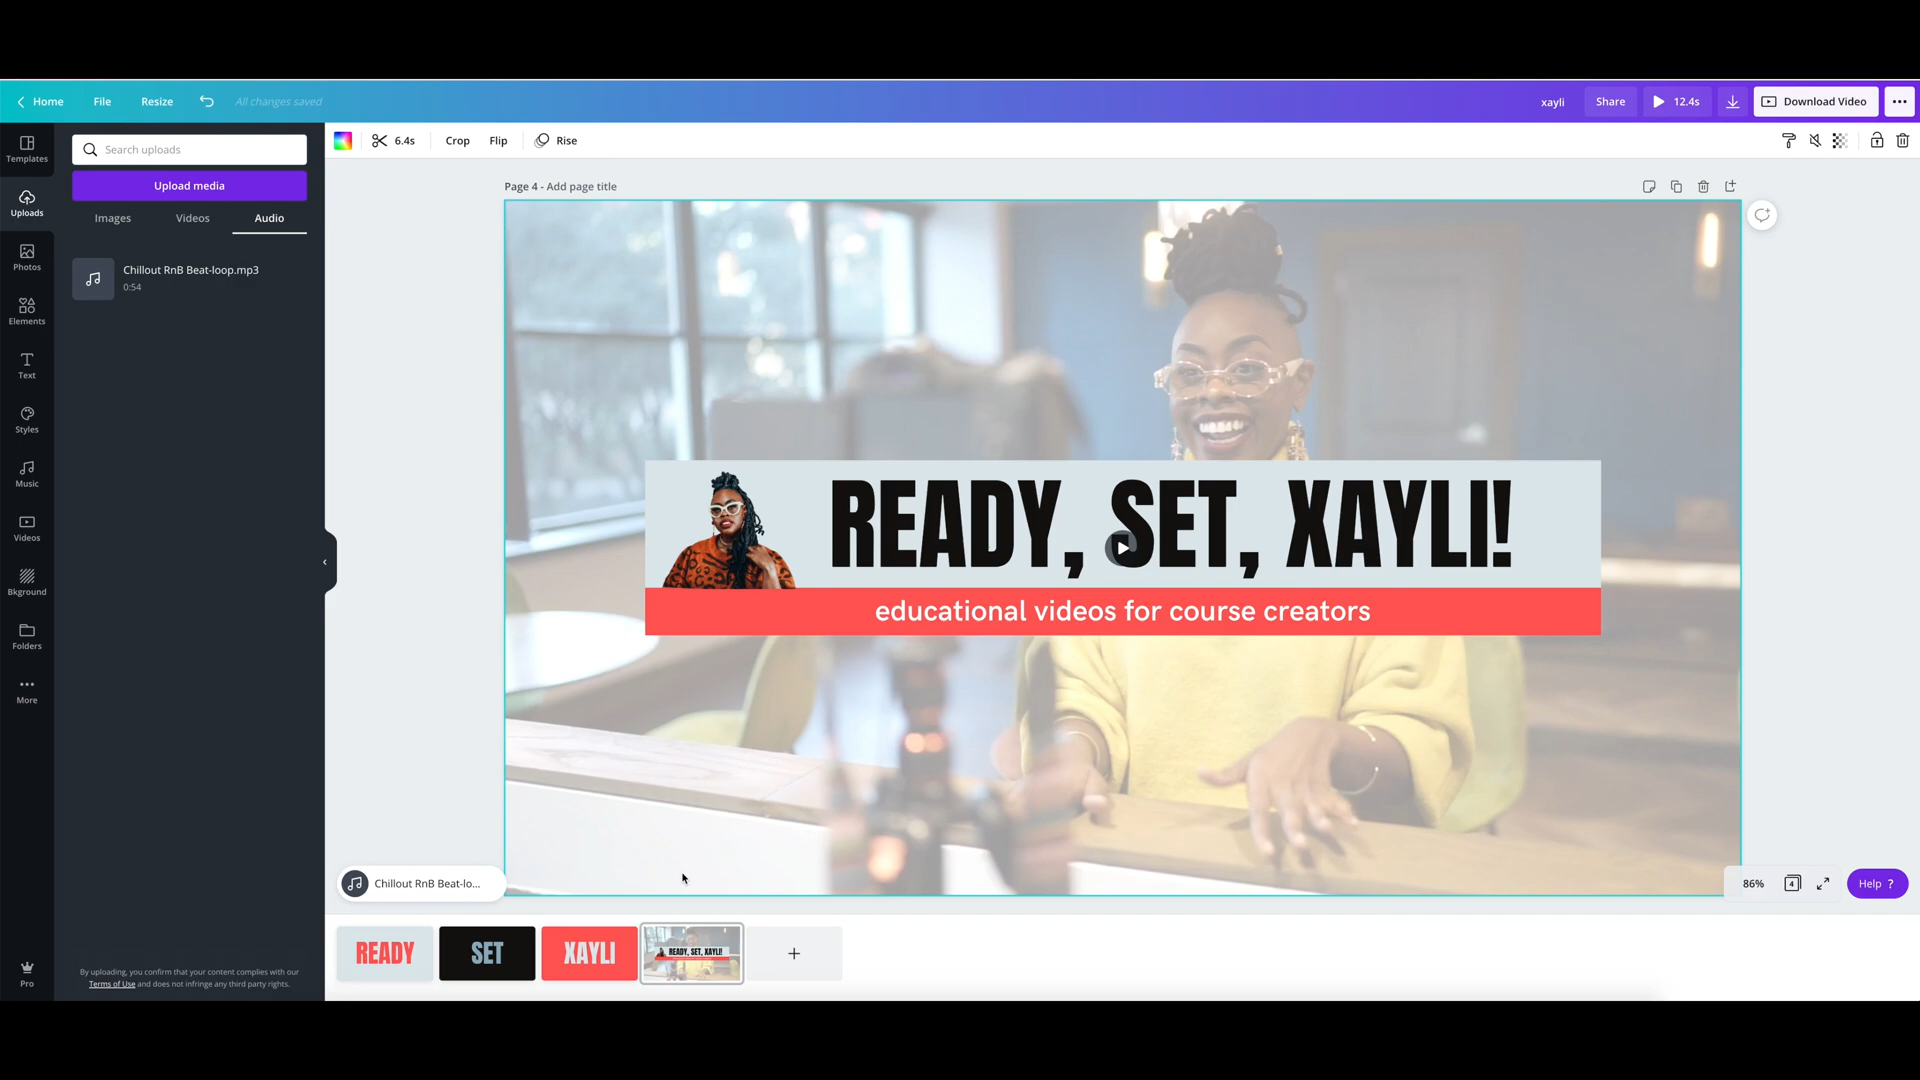 Home File Resize All changes saved xayli Share 12.4s Download Video
6.4s Crop Flip Rise
Templates
Uploads
Photos
Elements
Text
Styles
Music
Videos
Bkground
Folders
More
Pro
Search uploads
Upload media
Images Videos Audio
Chillout RnB Beat-loop.mp3
0:54
By uploading, you confirm that your content complies with our
Terms of Use and does not infringe any third party rights.
Page 4 - Add page title
READY, SET, XAYLI!
educational videos for course creators
Chillout RnB Beat-lo...
86% 4 Help ?
READY SET XAYLI READY, SET, XAYLI!